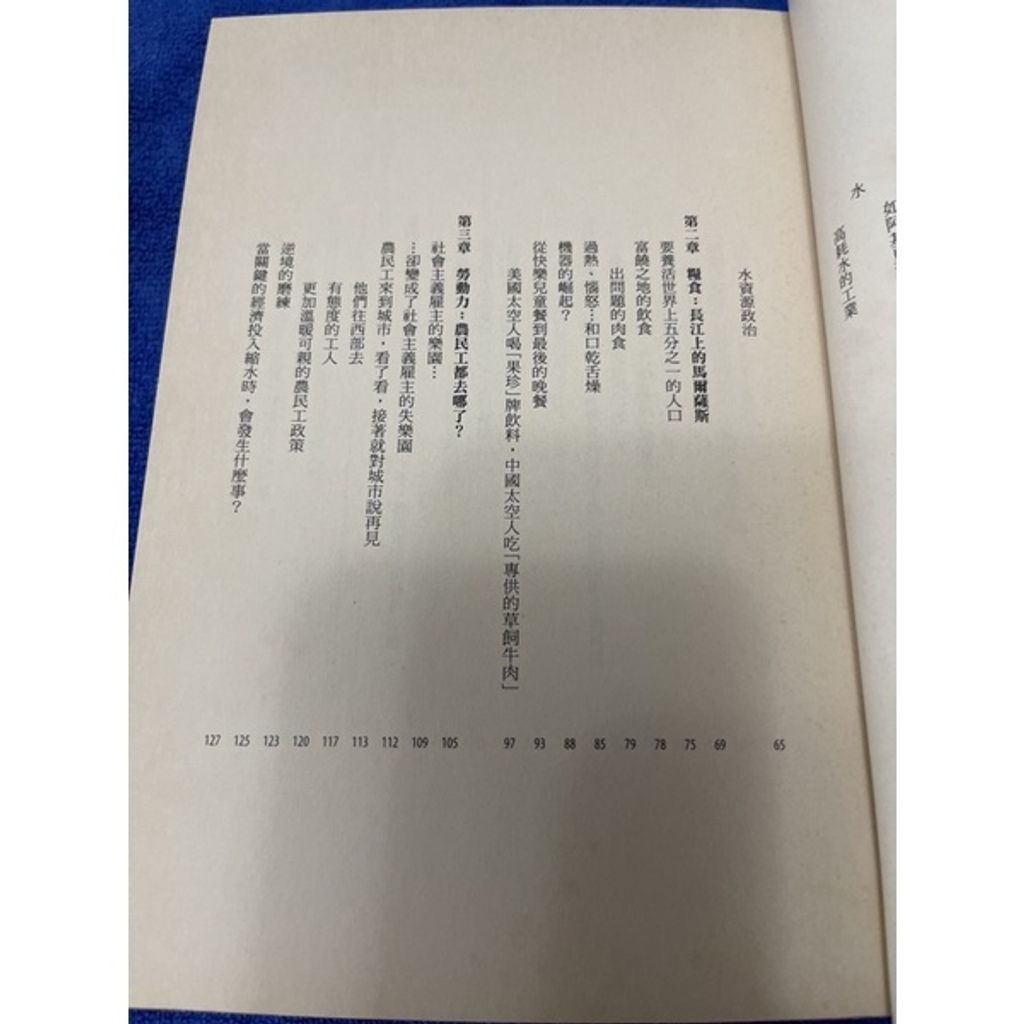 水
高耗水的工業
水資源政治
65
第二章 糧食：長江上的馬爾薩斯
69
要養活世界上五分之一的人口
75
富饒之地的飲食
78
出問題的肉食
79
過熱、惱怒…和口乾舌燥
85
機器的崛起？
88
從快樂兒童餐到最後的晚餐
93
美國太空人喝「果珍」牌飲料，中國太空人吃「專供的草飼牛肉」
97
第三章 勞動力：農民工都去哪了？
105
社會主義雇主的樂園…
109
…卻變成了社會主義雇主的失樂園
112
農民工來到城市，看了看，接著就對城市說再見
113
他們往西部去
117
有態度的工人
120
更加溫暖可親的農民工政策
123
逆境的磨練
125
當關鍵的經濟投入縮水時，會發生什麼事？
127